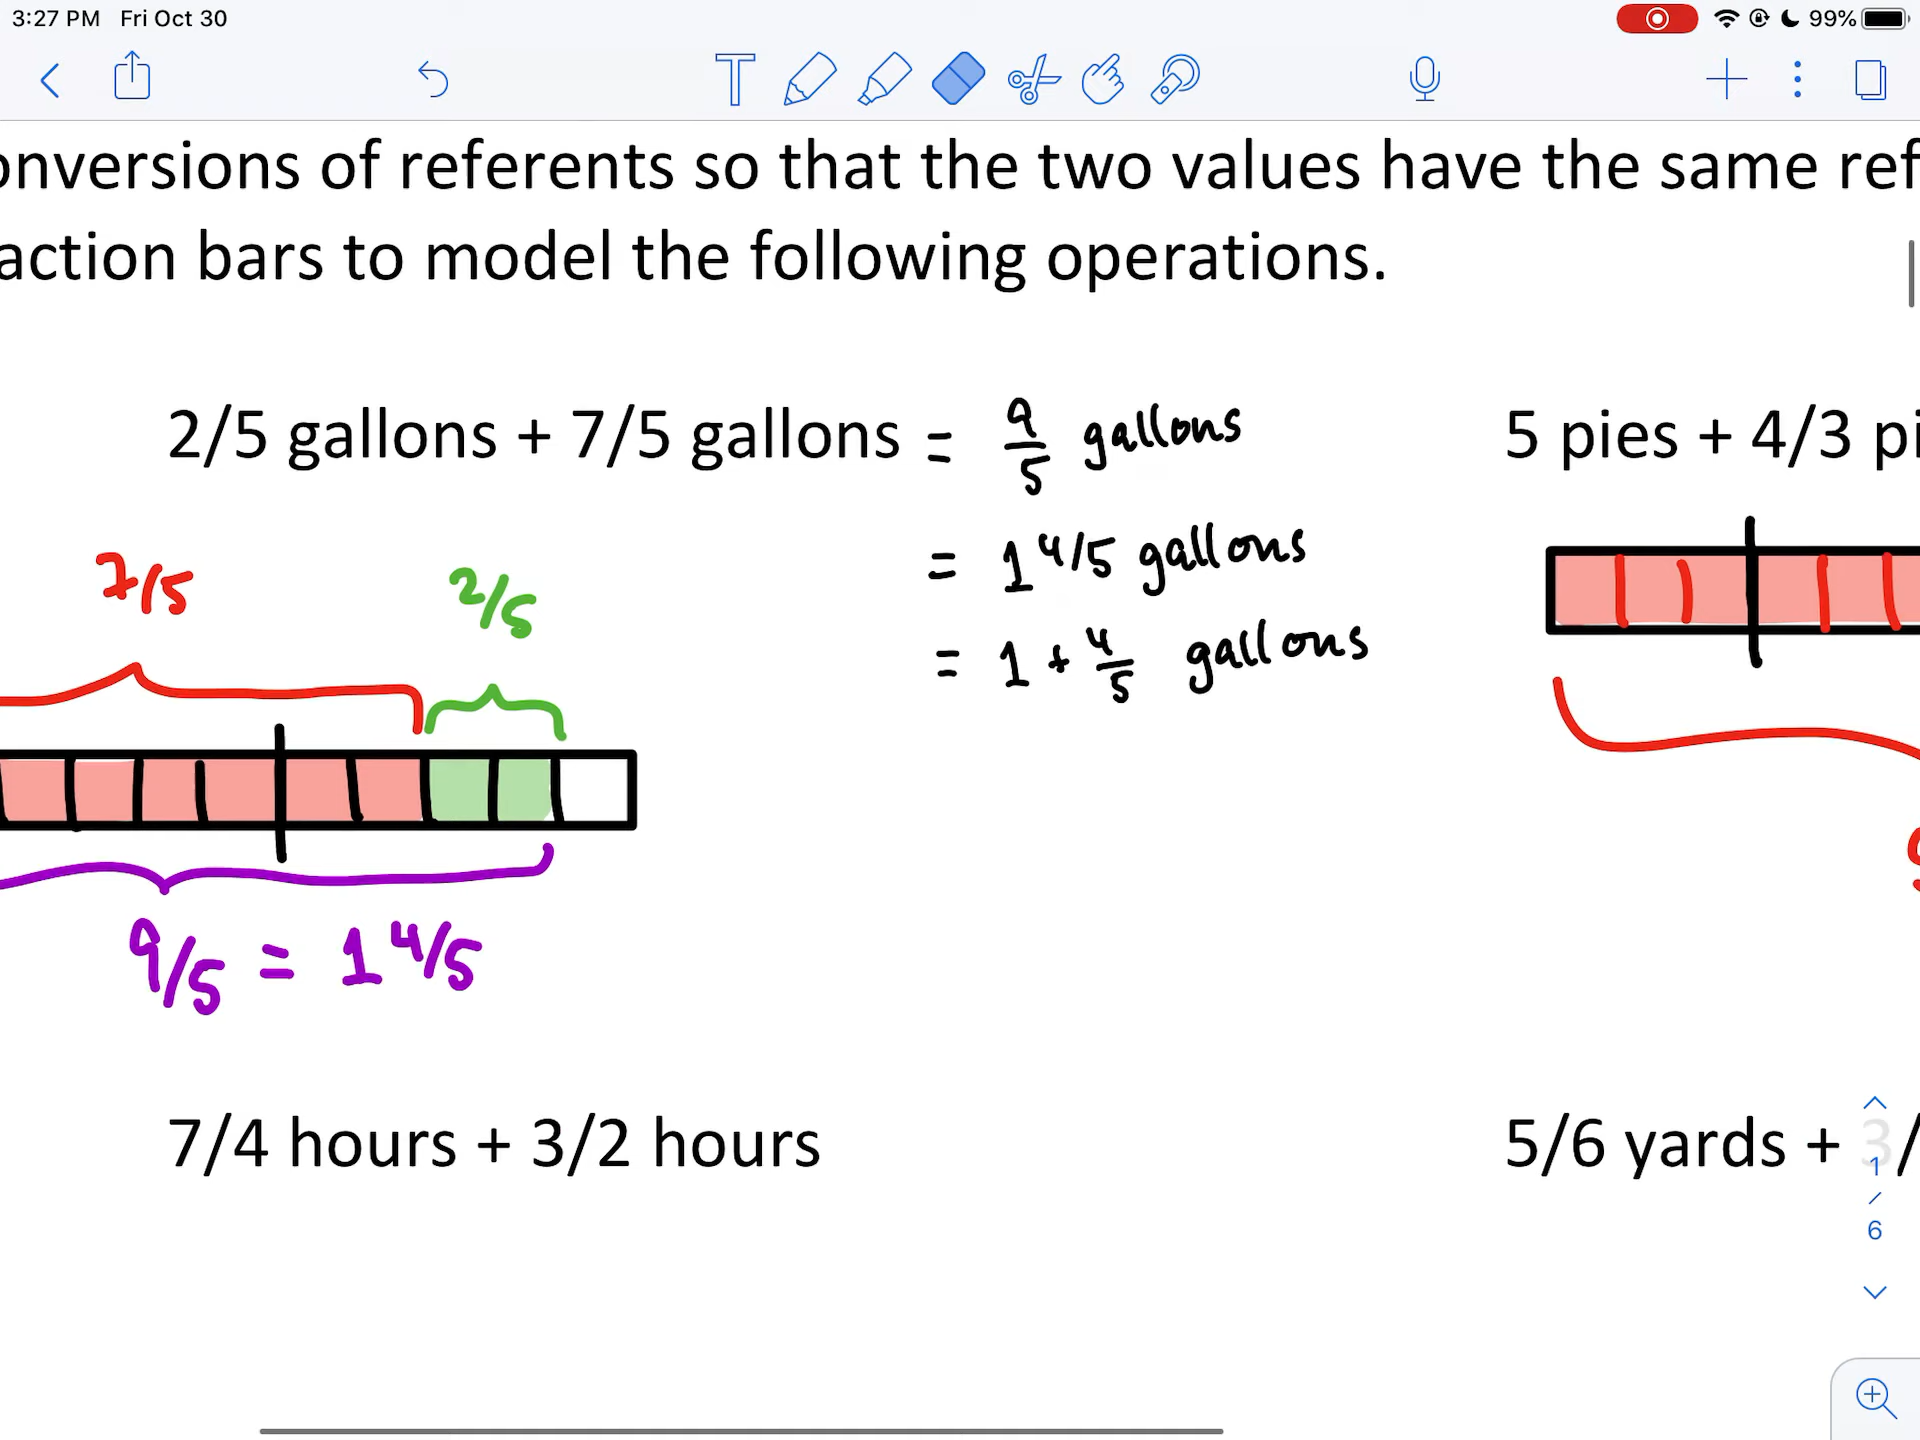 3:27 PM Fri Oct 30
99%
onversions of referents so that the two values have the same ref
action bars to model the following operations.
2/5 gallons + 7/5 gallons = 9/5 gallons
= 1 4/5 gallons
= 1 + 4/5 gallons
7/5
2/5
9/5 = 1 4/5
5 pies + 4/3 pi
7/4 hours + 3/2 hours
5/6 yards + 3/
1
/
6